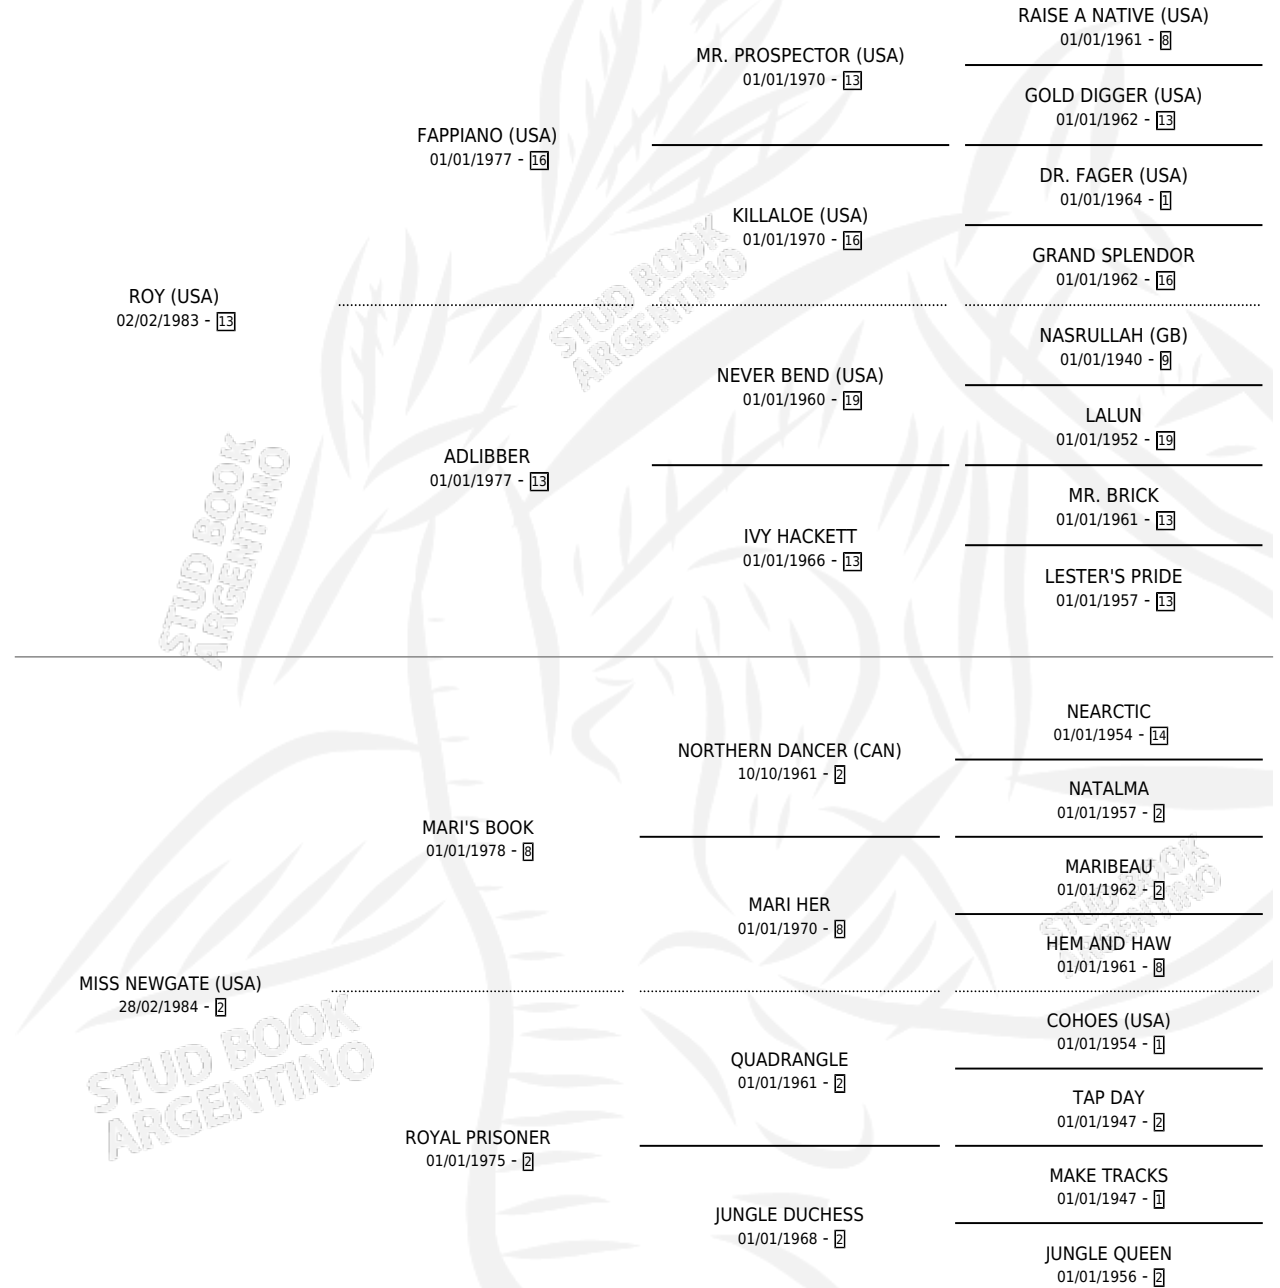 RAISE A NATIVE (USA)
01/01/1961 - 8
MR. PROSPECTOR (USA)
01/01/1970 - 13
GOLD DIGGER (USA)
01/01/1962 - 13
FAPPIANO (USA)
01/01/1977 - 16
DR. FAGER (USA)
01/01/1964 - 1
KILLALOE (USA)
01/01/1970 - 16
GRAND SPLENDOR
01/01/1962 - 16
ROY (USA)
02/02/1983 - 13
STUD BOOK
ARGENTINO
NASRULLAH (GB)
01/01/1940 - 9
NEVER BEND (USA)
01/01/1960 - 19
LALUN
01/01/1952 - 19
ADLIBBER
01/01/1977 - 13
MR. BRICK
01/01/1961 - 13
IVY HACKETT
01/01/1966 - 13
LESTER'S PRIDE
01/01/1957 - 13
STUD BOOK
ARGENTINO
NEARCTIC
01/01/1954 - 14
NORTHERN DANCER (CAN)
10/10/1961 - 2
NATALMA
01/01/1957 - 2
MARI'S BOOK
01/01/1978 - 8
MARIBEAU
01/01/1962 - 2
MARI HER
01/01/1970 - 8
HEM AND HAW
01/01/1961 - 8
STUD BOOK
ARGENTINO
MISS NEWGATE (USA)
28/02/1984 - 2
COHOES (USA)
01/01/1954 - 1
QUADRANGLE
01/01/1961 - 2
TAP DAY
01/01/1947 - 2
STUD BOOK
ARGENTINO
ROYAL PRISONER
01/01/1975 - 2
MAKE TRACKS
01/01/1947 - 1
JUNGLE DUCHESS
01/01/1968 - 2
JUNGLE QUEEN
01/01/1956 - 2